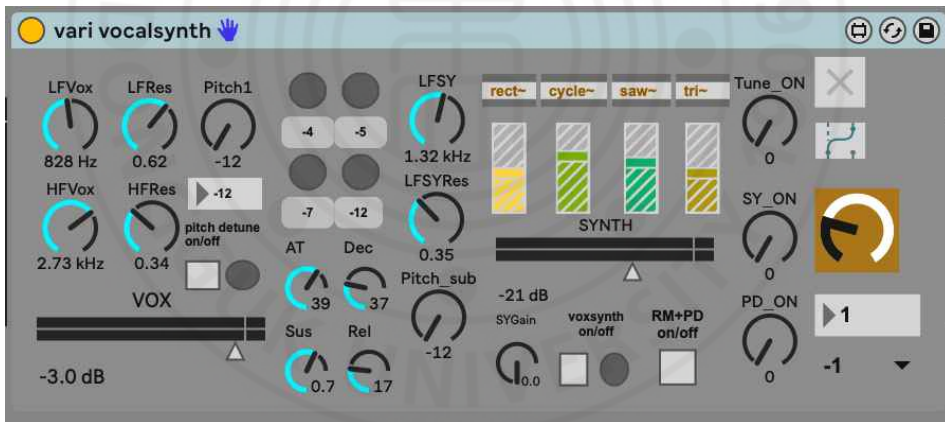 vari vocalsynth
LFVox LFRes Pitch1
828 Hz 0.62 -12
HFVox HFRes
-12
2.73 kHz 0.34
pitch detune
on/off
VOX
-3.0 dB
-4 -5
-7 -12
AT Dec
39 37
Sus Rel
0.7 17
LFSY
1.32 kHz
LFSYRes
0.35
Pitch_sub
-12
rect~ cycle~ saw~ tri~
SYNTH
-21 dB
SYGain
0.0
voxsynth
on/off
RM+PD
on/off
Tune_ON
0
SY_ON
0
PD_ON
0
1
-1